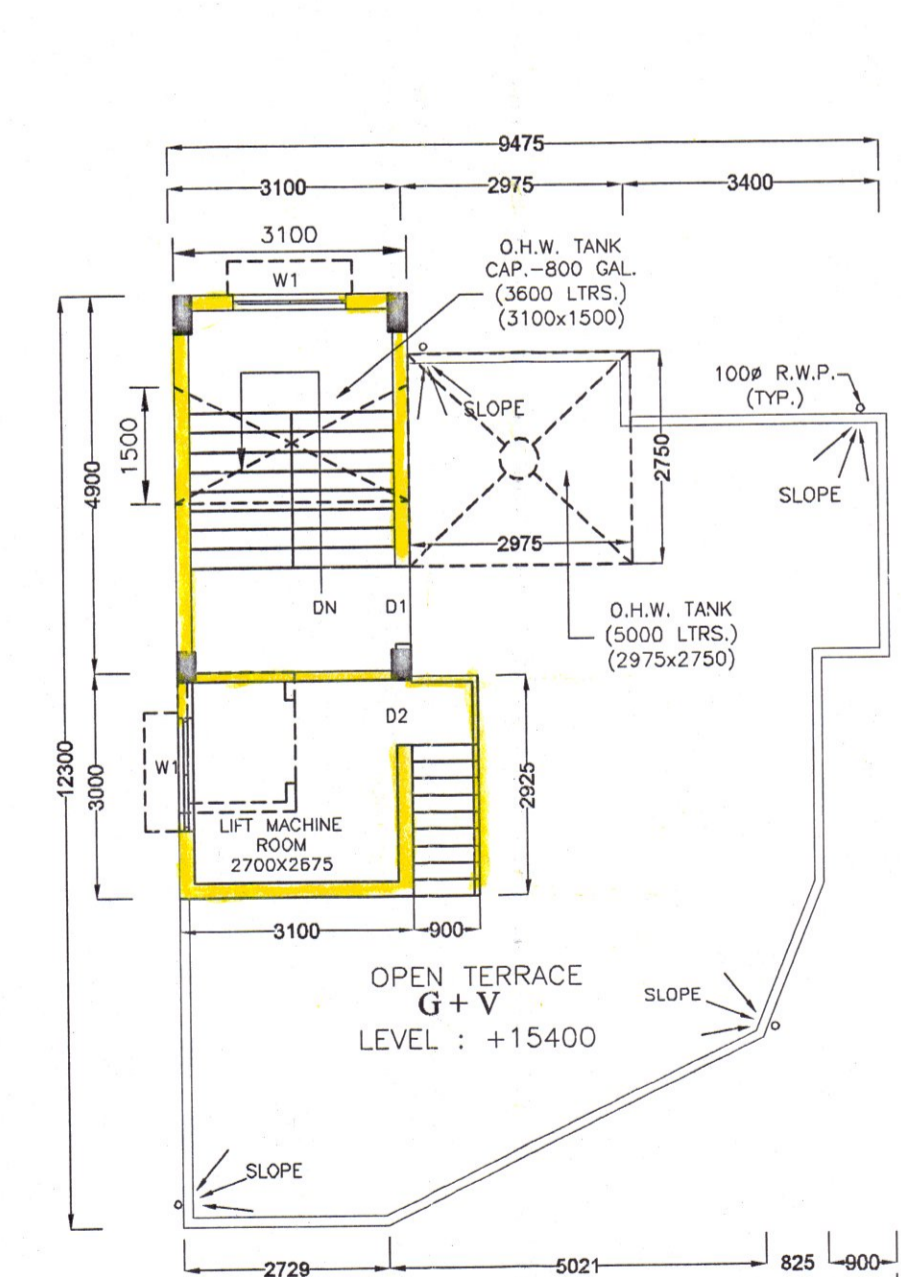 9475
3100
2975
3400
3100
O.H.W. TANK
CAP.-800 GAL.
(3600 LTRS.)
(3100x1500)
W1
100ø R.W.P.
(TYP.)
SLOPE
SLOPE
1500
4900
2750
2975
DN
D1
O.H.W. TANK
(5000 LTRS.)
(2975x2750)
D2
W1
12300
3000
2925
LIFT MACHINE
ROOM
2700X2675
3100
900
OPEN TERRACE
G + V
LEVEL : +15400
SLOPE
SLOPE
2729
5021
825
900